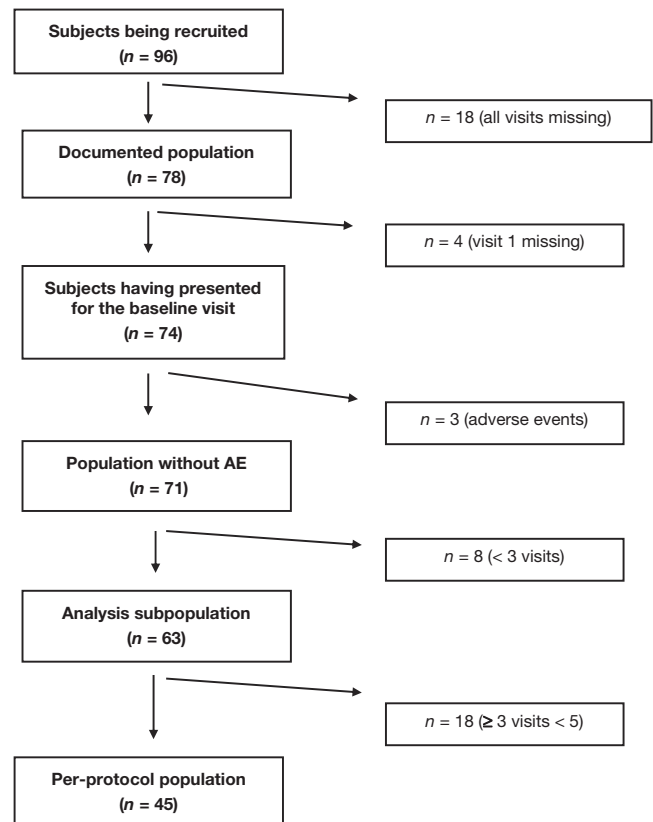 Subjects being recruited
(n = 96)
n = 18 (all visits missing)
Documented population
(n = 78)
n = 4 (visit 1 missing)
Subjects having presented
for the baseline visit
(n = 74)
n = 3 (adverse events)
Population without AE
(n = 71)
n = 8 (< 3 visits)
Analysis subpopulation
(n = 63)
n = 18 (≥ 3 visits < 5)
Per-protocol population
(n = 45)